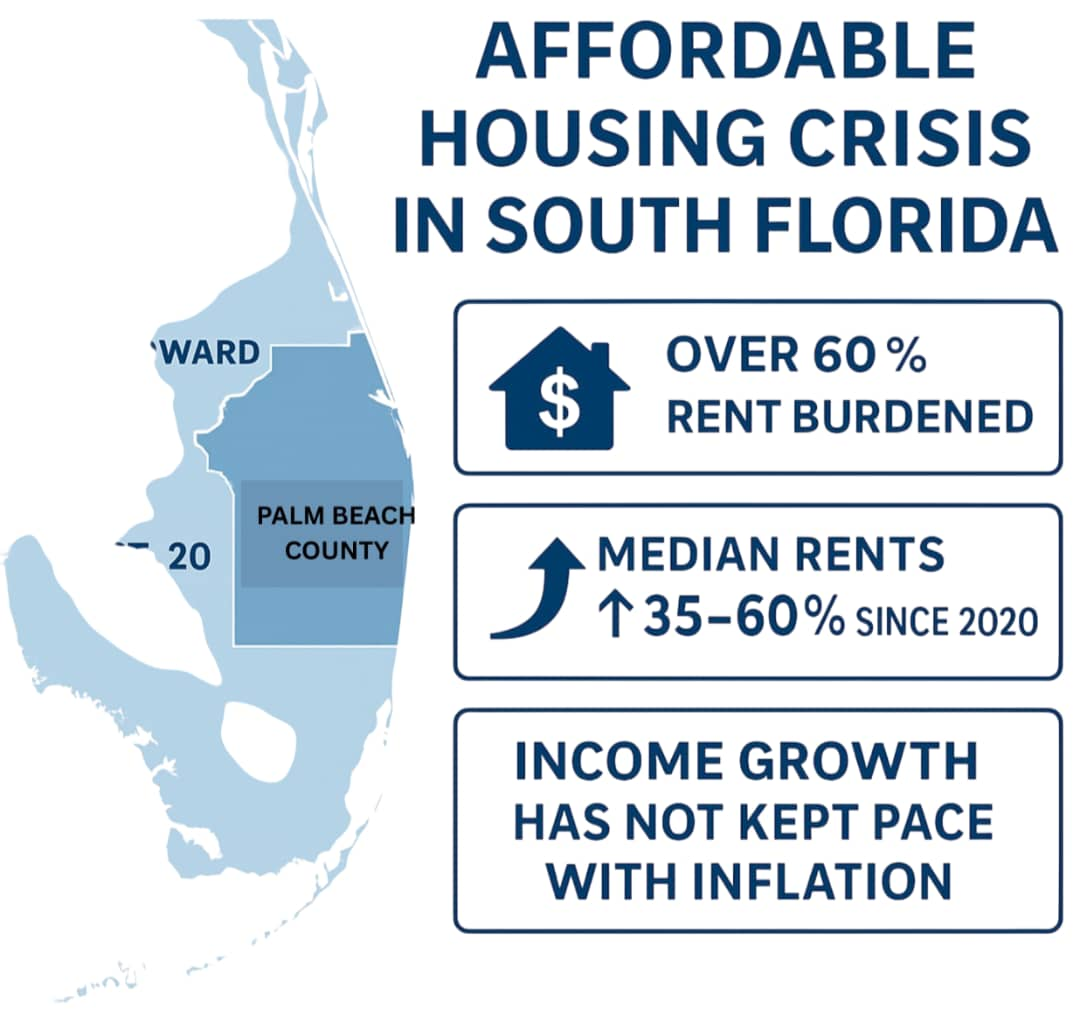 AFFORDABLE
HOUSING CRISIS
IN SOUTH FLORIDA
WARD
PALM BEACH
COUNTY
20
$
OVER 60 %
RENT BURDENED
MEDIAN RENTS
↑ 35–60% SINCE 2020
INCOME GROWTH
HAS NOT KEPT PACE
WITH INFLATION